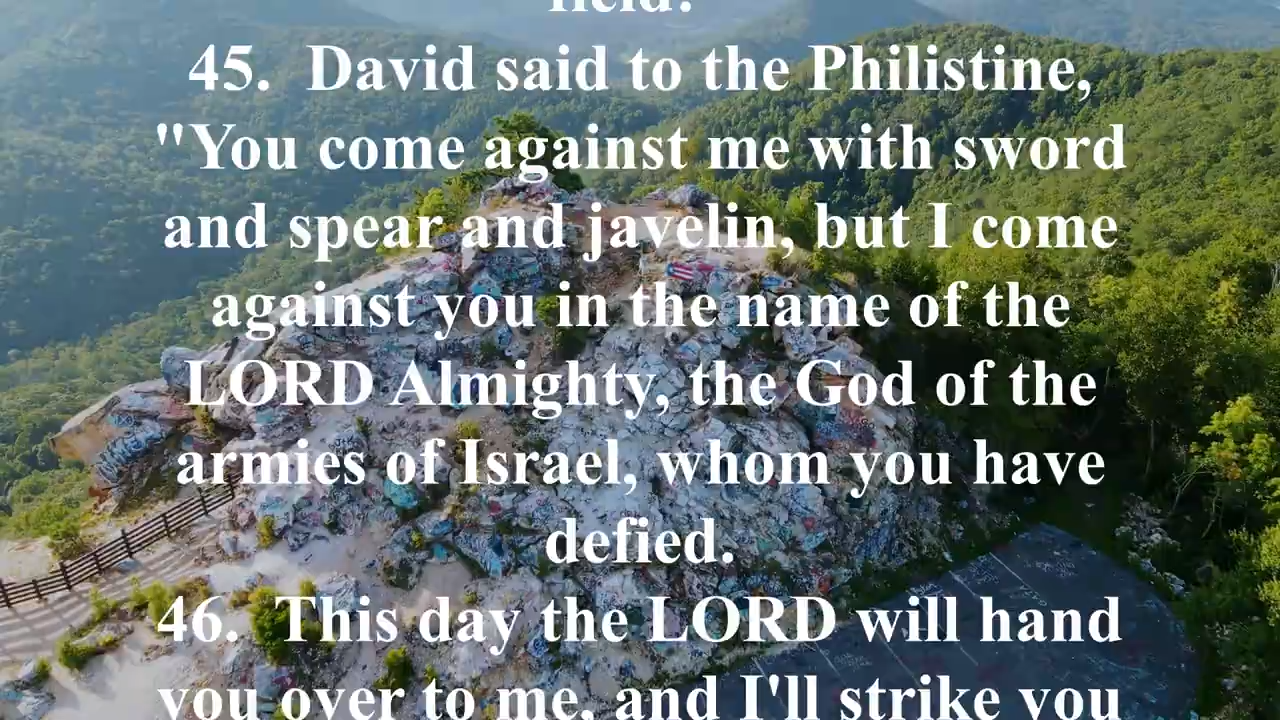 field!"
45. David said to the Philistine,
"You come against me with sword
and spear and javelin, but I come
against you in the name of the
LORD Almighty, the God of the
armies of Israel, whom you have
defied.
46. This day the LORD will hand
you over to me, and I'll strike you